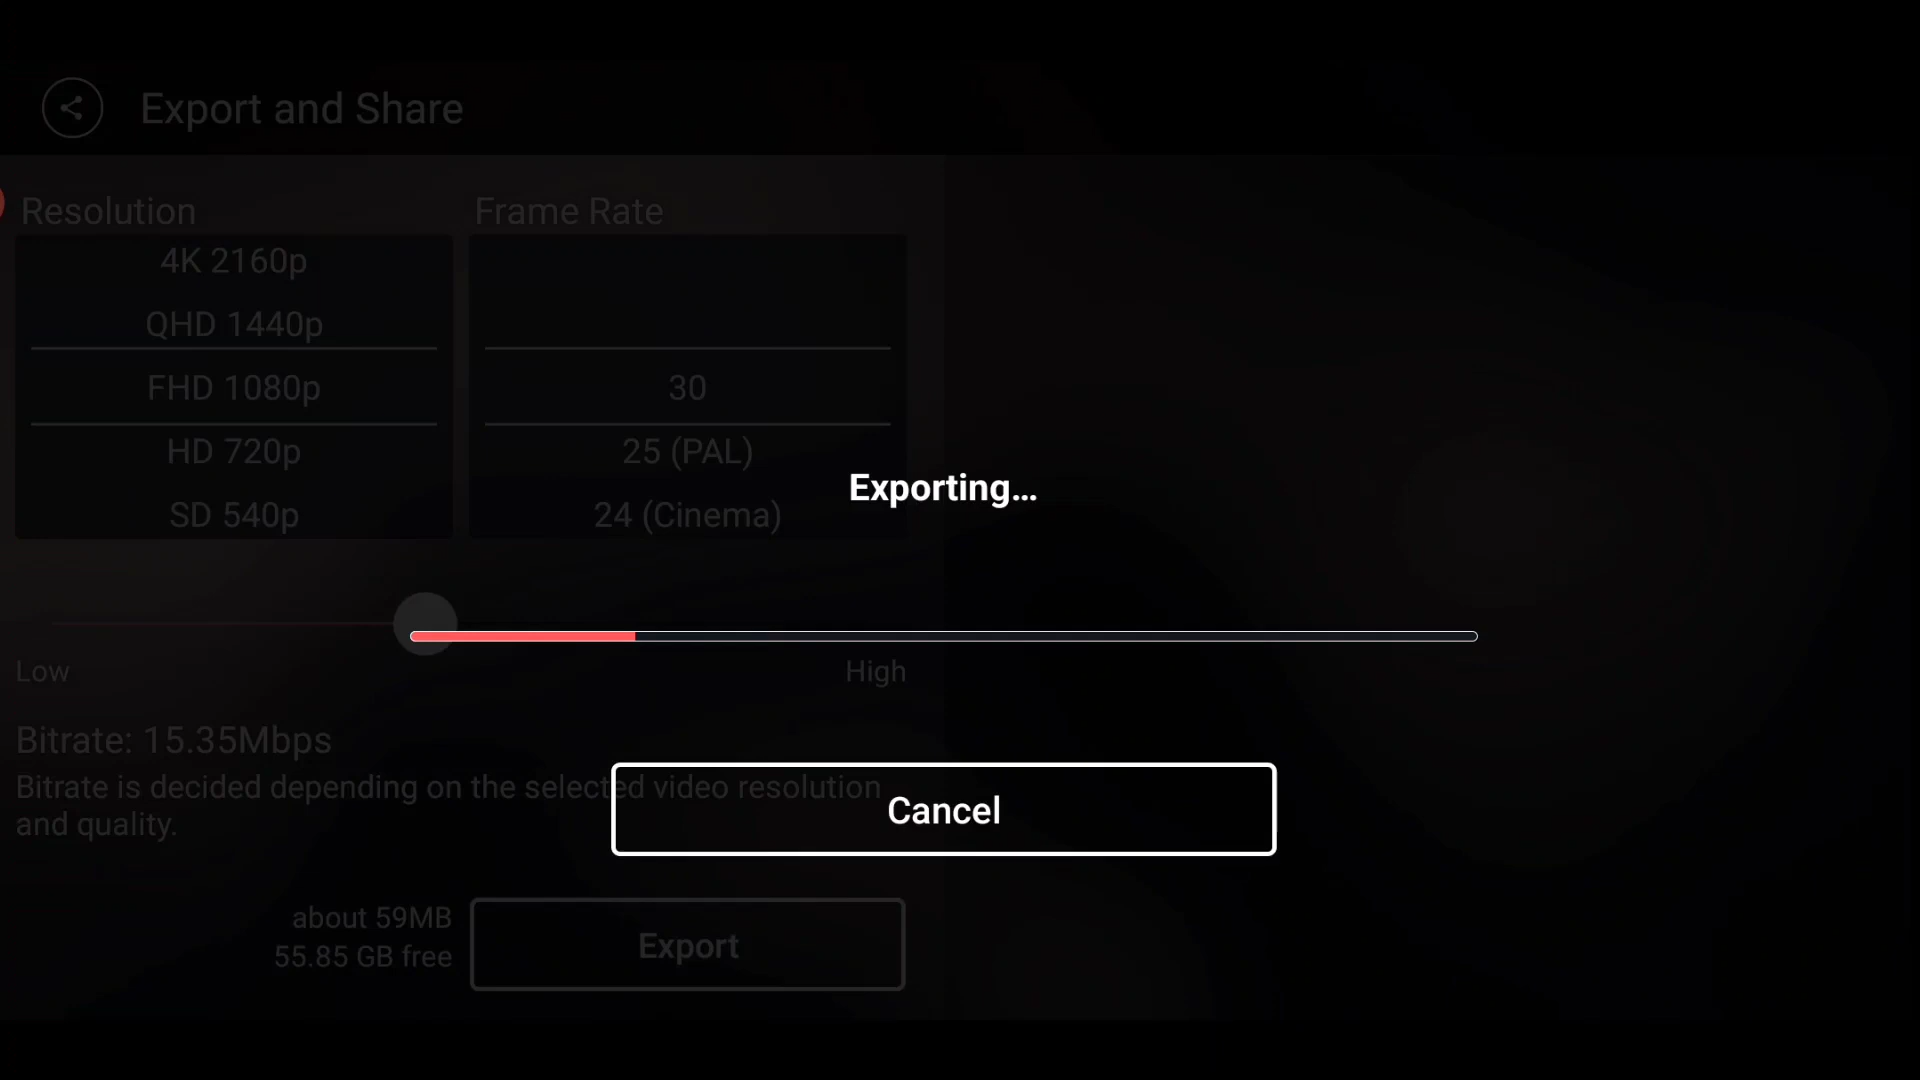 Export and Share
Resolution
Frame Rate
4K 2160p
QHD 1440p
FHD 1080p
HD 720p
SD 540p
30
25 (PAL)
24 (Cinema)
Exporting...
Low
High
Bitrate: 15.35Mbps
Bitrate is decided depending on the selected video resolution
and quality.
Cancel
about 59MB
55.85 GB free
Export